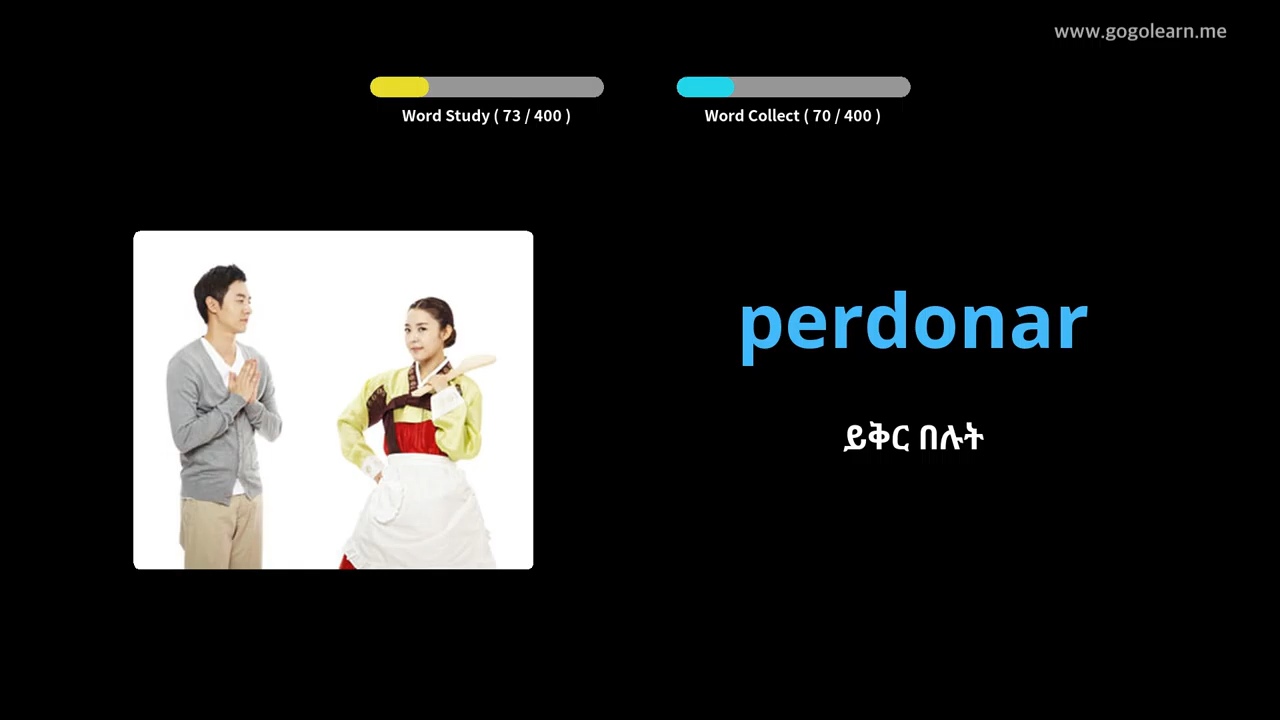 www.gogolearn.me
Word Study ( 73 / 400 )
Word Collect ( 70 / 400 )
perdonar
ይቅር በሉት